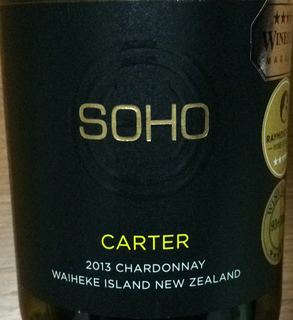 SOHO
CARTER
2013 CHARDONNAY
WAIHEKE ISLAND NEW ZEALAND